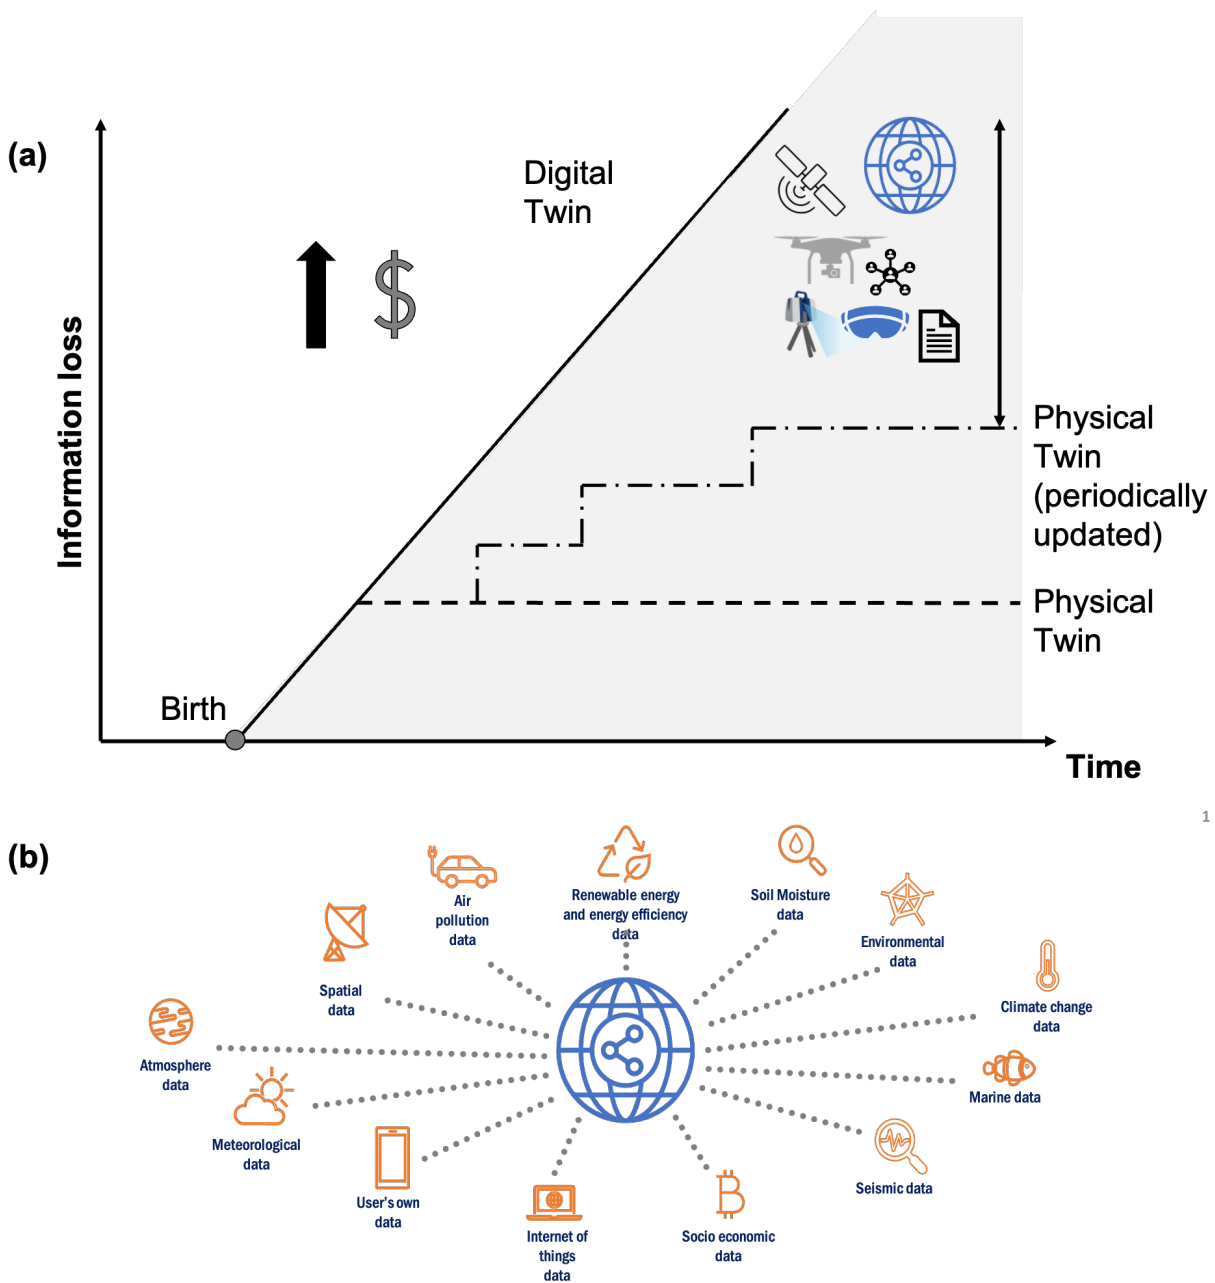 (a)
Digital
Twin
$
Information loss
Physical
Twin
(periodically
updated)
Physical
Twin
Birth
Time
1
(b)
Air
pollution
data
Renewable energy
and energy efficiency
data
Soil Moisture
data
Environmental
data
Spatial
data
Climate change
data
Atmosphere
data
Marine data
Meteorological
data
Seismic data
User's own
data
Internet of
things
data
Socio economic
data